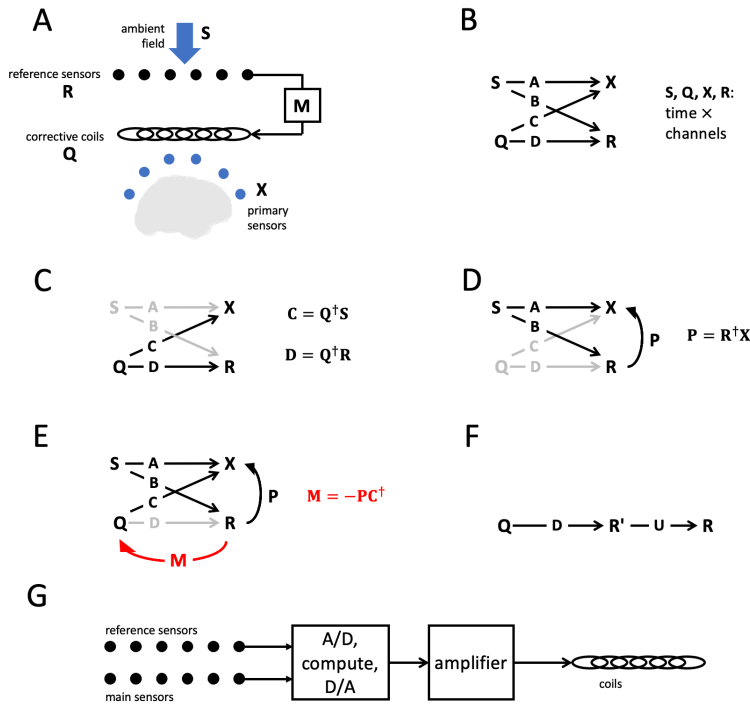 A
ambient
field
S
reference sensors
R
M
corrective coils
Q
X
primary
sensors
B
S A X
B
C
Q D R
S, Q, X, R:
time ×
channels
C
S A X
B
C
Q D R
C = Q†S
D = Q†R
D
S A X
B
C
Q D R
P
P = R†X
E
S A X
B
C
Q D R
P
M
M = −PC†
F
Q D R' U R
G
reference sensors
main sensors
A/D,
compute,
D/A
amplifier
coils